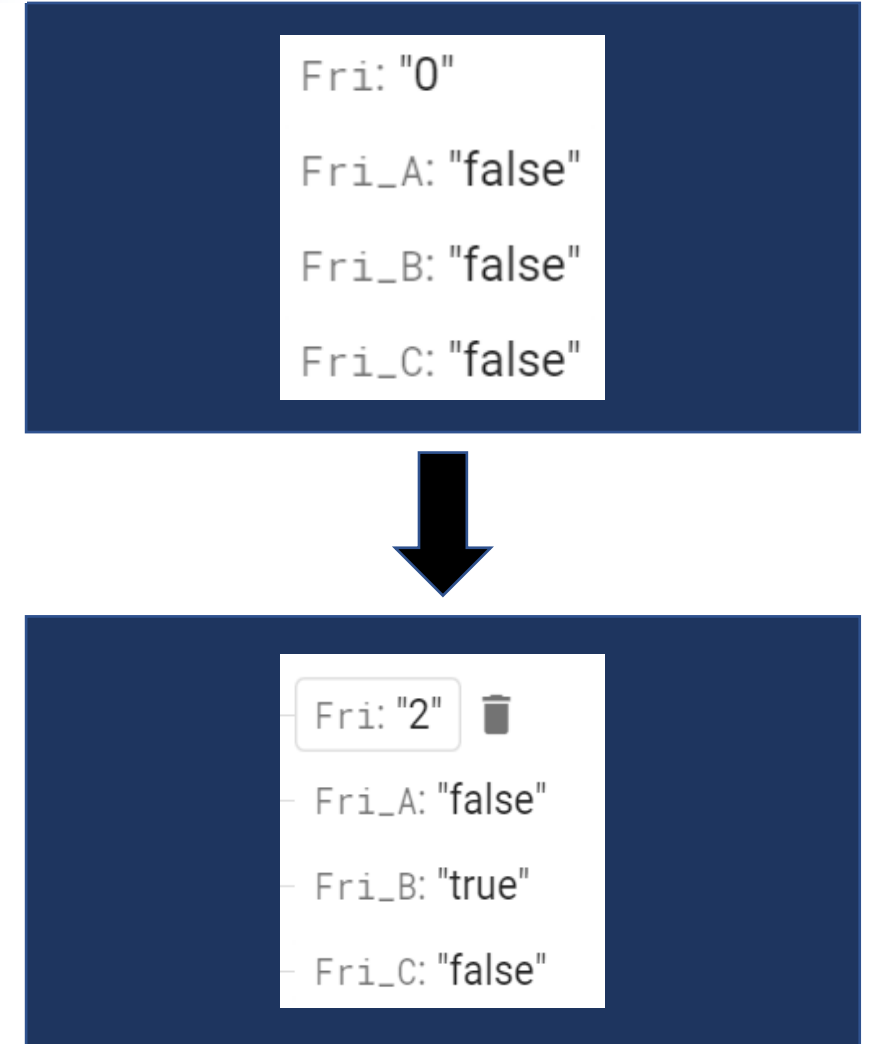 Fri: "0"
Fri_A: "false"
Fri_B: "false"
Fri_C: "false"
Fri: "2"
Fri_A: "false"
Fri_B: "true"
Fri_C: "false"